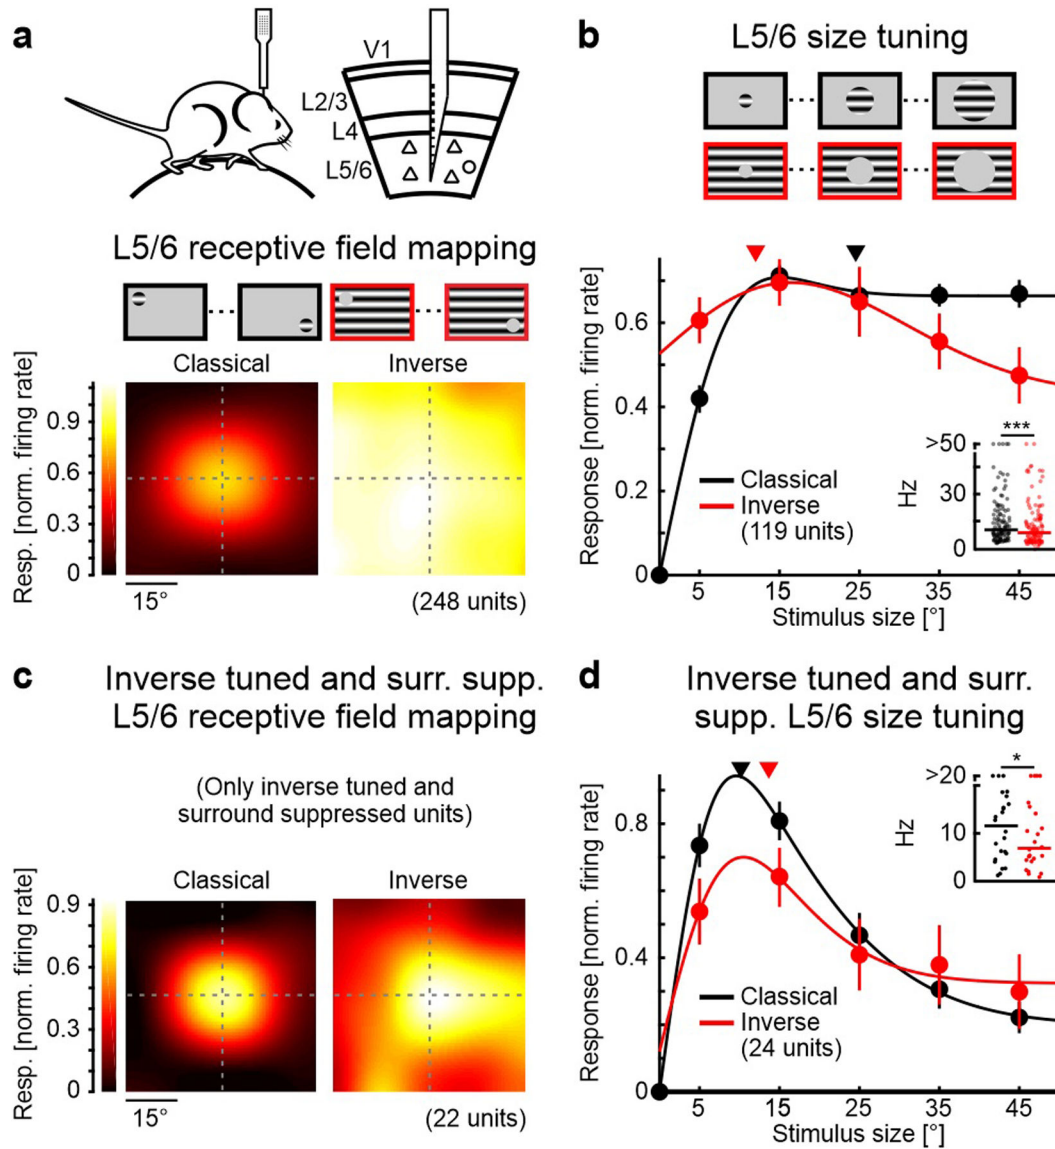 a
V1
L2/3
L4
L5/6
L5/6 receptive field mapping
Classical
Inverse
Resp. [norm. firing rate]
0.9
0.6
0.3
0
15°
(248 units)
b
L5/6 size tuning
Response [norm. firing rate]
0.6
0.4
0.2
0
Classical
Inverse
(119 units)
***
Hz
>50
30
0
5
15
25
35
45
Stimulus size [°]
c
Inverse tuned and surr. supp.
L5/6 receptive field mapping
(Only inverse tuned and
surround suppressed units)
Classical
Inverse
Resp. [norm. firing rate]
0.9
0.6
0.3
0
15°
(22 units)
d
Inverse tuned and surr.
supp. L5/6 size tuning
Response [norm. firing rate]
0.8
0.4
0
Classical
Inverse
(24 units)
*
Hz
>20
10
0
5
15
25
35
45
Stimulus size [°]